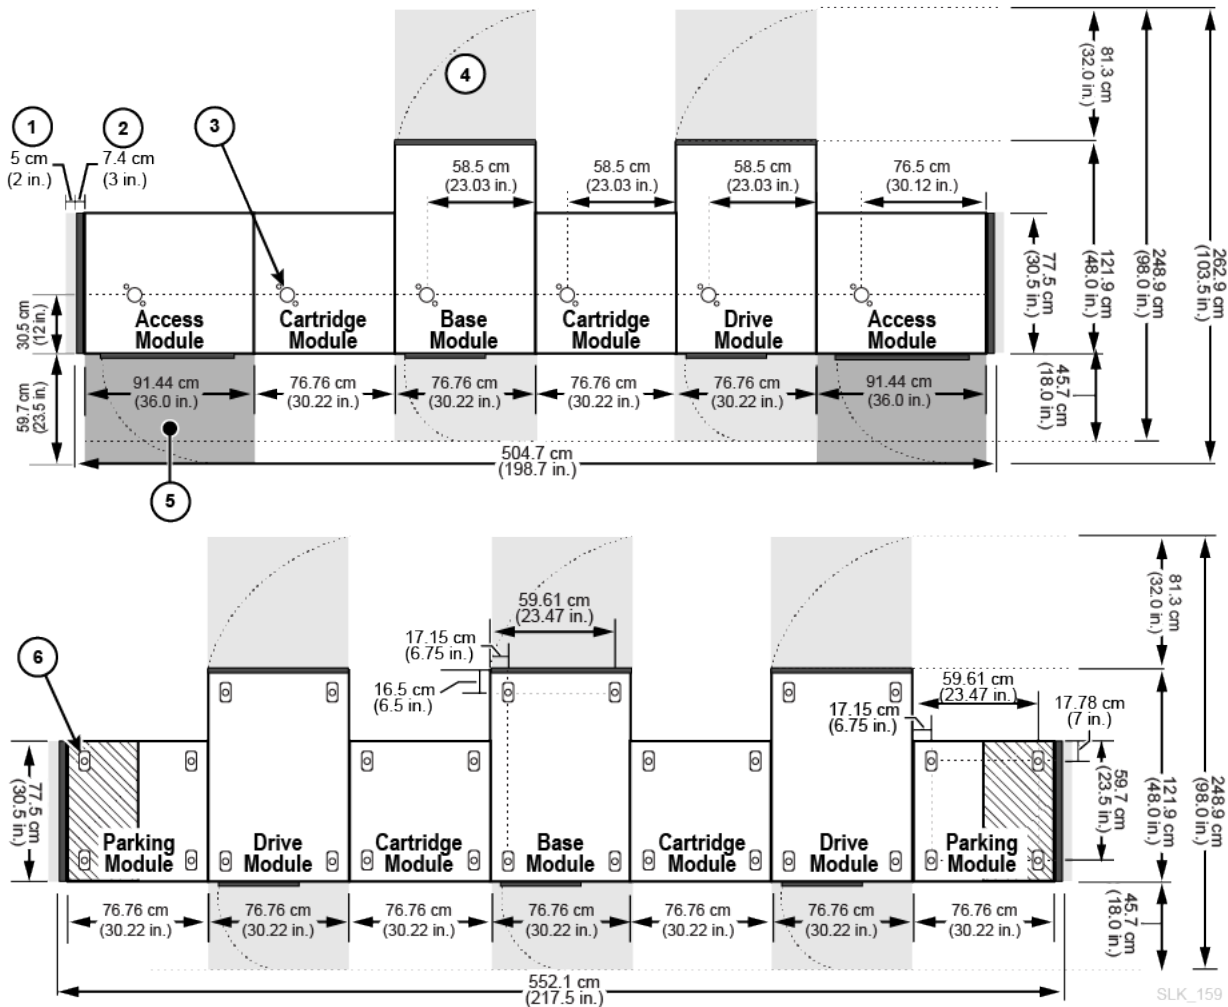 1
2
3
4
5 cm
(2 in.)
7.4 cm
(3 in.)
58.5 cm
(23.03 in.)
58.5 cm
(23.03 in.)
58.5 cm
(23.03 in.)
76.5 cm
(30.12 in.)
81.3 cm
(32.0 in.)
77.5 cm
(30.5 in.)
121.9 cm
(48.0 in.)
248.9 cm
(98.0 in.)
262.9 cm
(103.5 in.)
30.5 cm
(12 in.)
Access
Module
Cartridge
Module
Base
Module
Cartridge
Module
Drive
Module
Access
Module
59.7 cm
(23.5 in.)
91.44 cm
(36.0 in.)
76.76 cm
(30.22 in.)
76.76 cm
(30.22 in.)
76.76 cm
(30.22 in.)
76.76 cm
(30.22 in.)
91.44 cm
(36.0 in.)
45.7 cm
(18.0 in.)
504.7 cm
(198.7 in.)
5
6
59.61 cm
(23.47 in.)
17.15 cm
(6.75 in.)
16.5 cm
(6.5 in.)
59.61 cm
(23.47 in.)
17.15 cm
(6.75 in.)
17.78 cm
(7 in.)
81.3 cm
(32.0 in.)
77.5 cm
(30.5 in.)
59.7 cm
(23.5 in.)
121.9 cm
(48.0 in.)
248.9 cm
(98.0 in.)
Parking
Module
Drive
Module
Cartridge
Module
Base
Module
Cartridge
Module
Drive
Module
Parking
Module
76.76 cm
(30.22 in.)
76.76 cm
(30.22 in.)
76.76 cm
(30.22 in.)
76.76 cm
(30.22 in.)
76.76 cm
(30.22 in.)
76.76 cm
(30.22 in.)
76.76 cm
(30.22 in.)
45.7 cm
(18.0 in.)
552.1 cm
(217.5 in.)
SLK_159